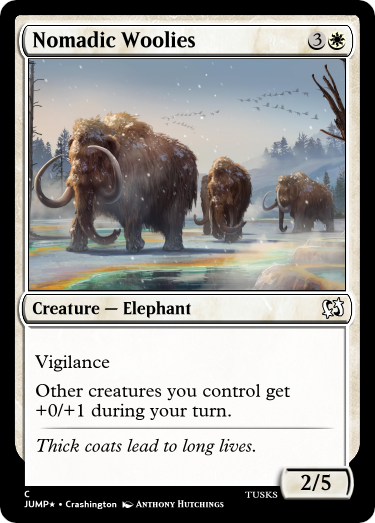 Nomadic Woolies 3
Creature — Elephant
Vigilance
Other creatures you control get
+0/+1 during your turn.
Thick coats lead to long lives.
2/5
C
JUMP★ • Crashington Anthony Hutchings
TUSKS